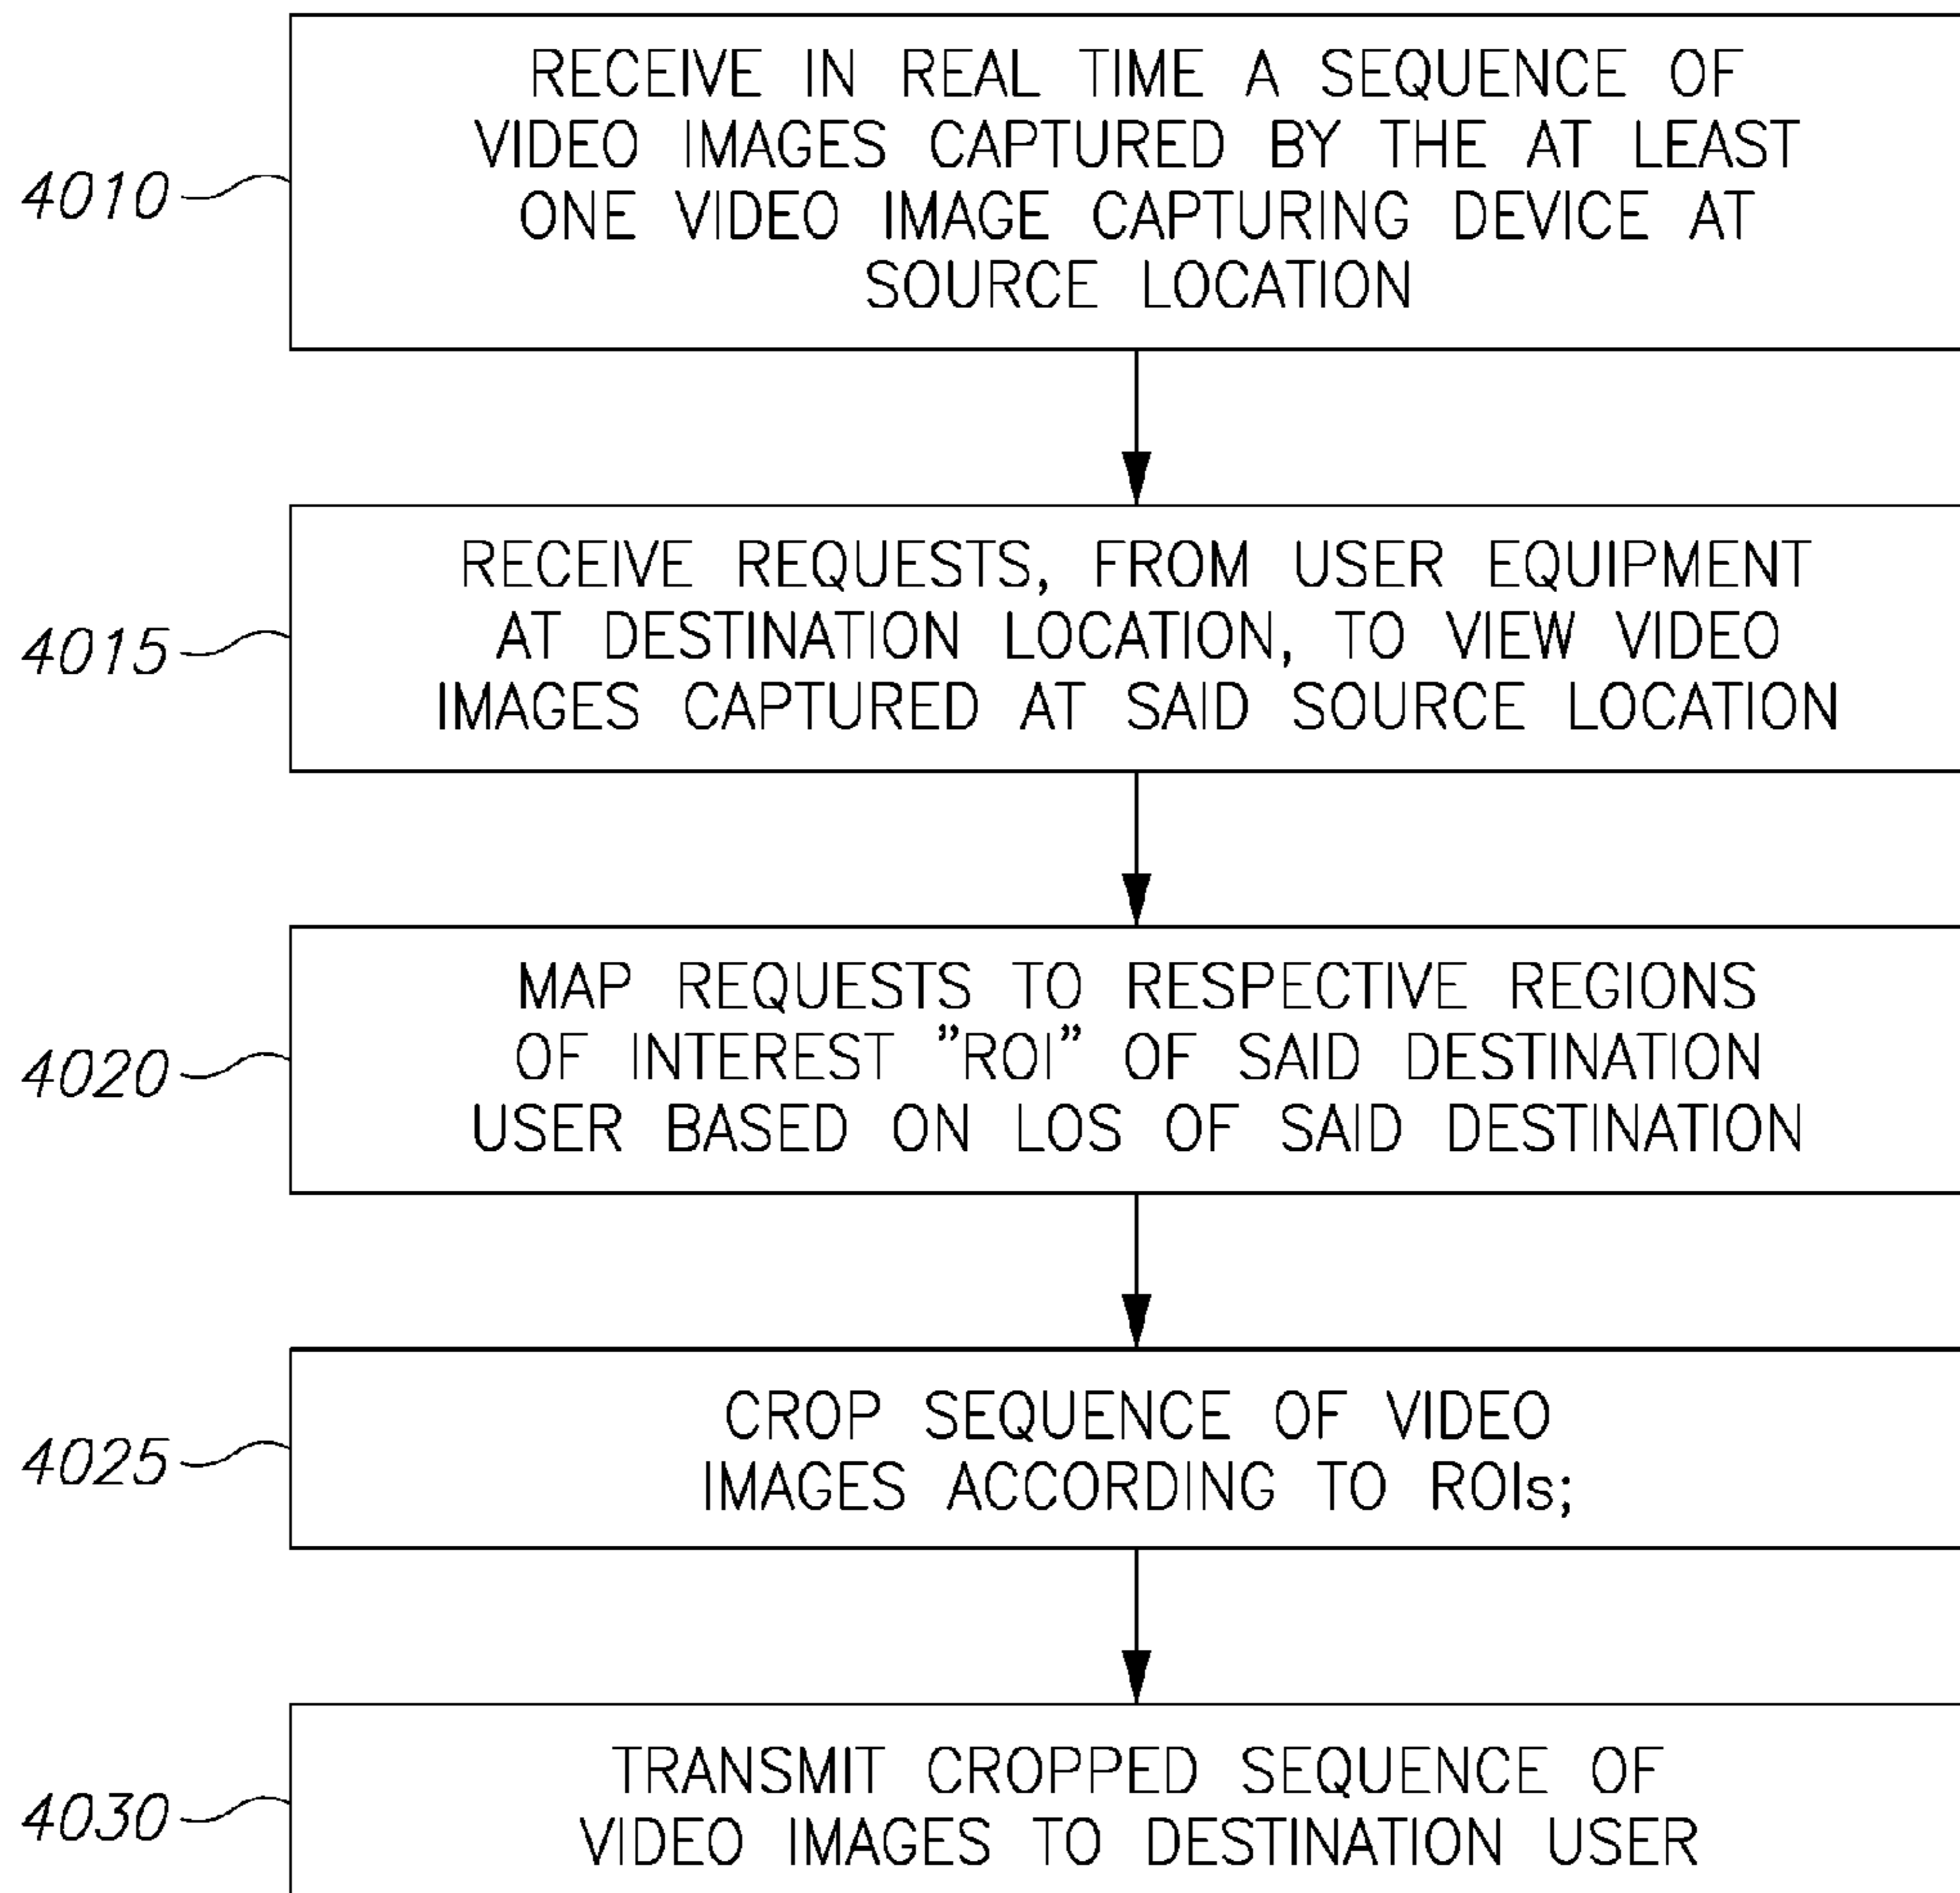 RECEIVE IN REAL TIME A SEQUENCE OF
VIDEO IMAGES CAPTURED BY THE AT LEAST
ONE VIDEO IMAGE CAPTURING DEVICE AT
SOURCE LOCATION
4010
RECEIVE REQUESTS, FROM USER EQUIPMENT
AT DESTINATION LOCATION, TO VIEW VIDEO
IMAGES CAPTURED AT SAID SOURCE LOCATION
4015
MAP REQUESTS TO RESPECTIVE REGIONS
OF INTEREST ”ROI” OF SAID DESTINATION
USER BASED ON LOS OF SAID DESTINATION
4020
CROP SEQUENCE OF VIDEO
IMAGES ACCORDING TO ROIs;
4025
TRANSMIT CROPPED SEQUENCE OF
VIDEO IMAGES TO DESTINATION USER
4030